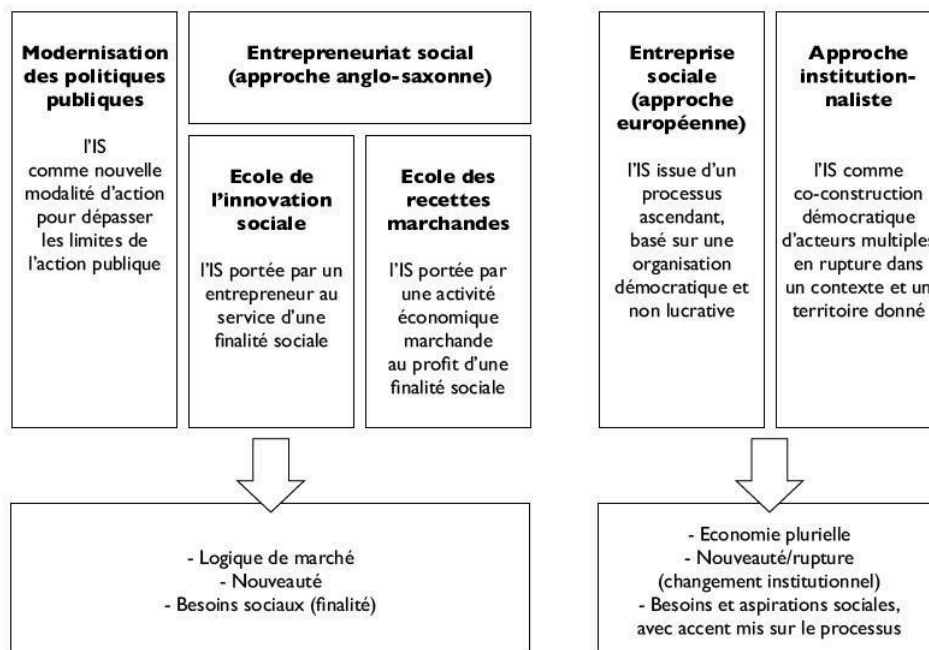 Modernisation
des politiques
publiques
l'IS
comme nouvelle
modalité d'action
pour dépasser
les limites de
l'action publique
Entrepreneuriat social
(approche anglo-saxonne)
Ecole de
l'innovation
sociale
l'IS portée par un
entrepreneur au
service d'une
finalité sociale
Ecole des
recettes
marchandes
l'IS portée par
une activité
économique
marchande
au profit d'une
finalité sociale
- Logique de marché
- Nouveauté
- Besoins sociaux (finalité)
Entreprise
sociale
(approche
européenne)
l'IS issue d'un
processus
ascendant,
basé sur une
organisation
démocratique et
non lucrative
Approche
institution-
naliste
l'IS comme
co-construction
démocratique
d'acteurs multiples
en rupture dans
un contexte et un
territoire donné
- Economie plurielle
- Nouveauté/rupture
(changement institutionnel)
- Besoins et aspirations sociales,
avec accent mis sur le processus